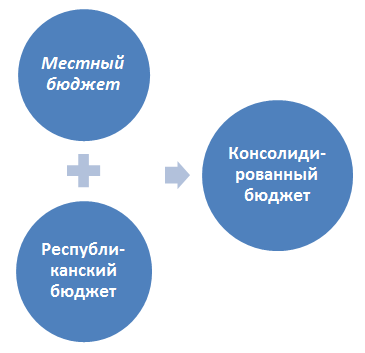 Местный
бюджет
Республи-
канский
бюджет
Консолиди-
рованный
бюджет